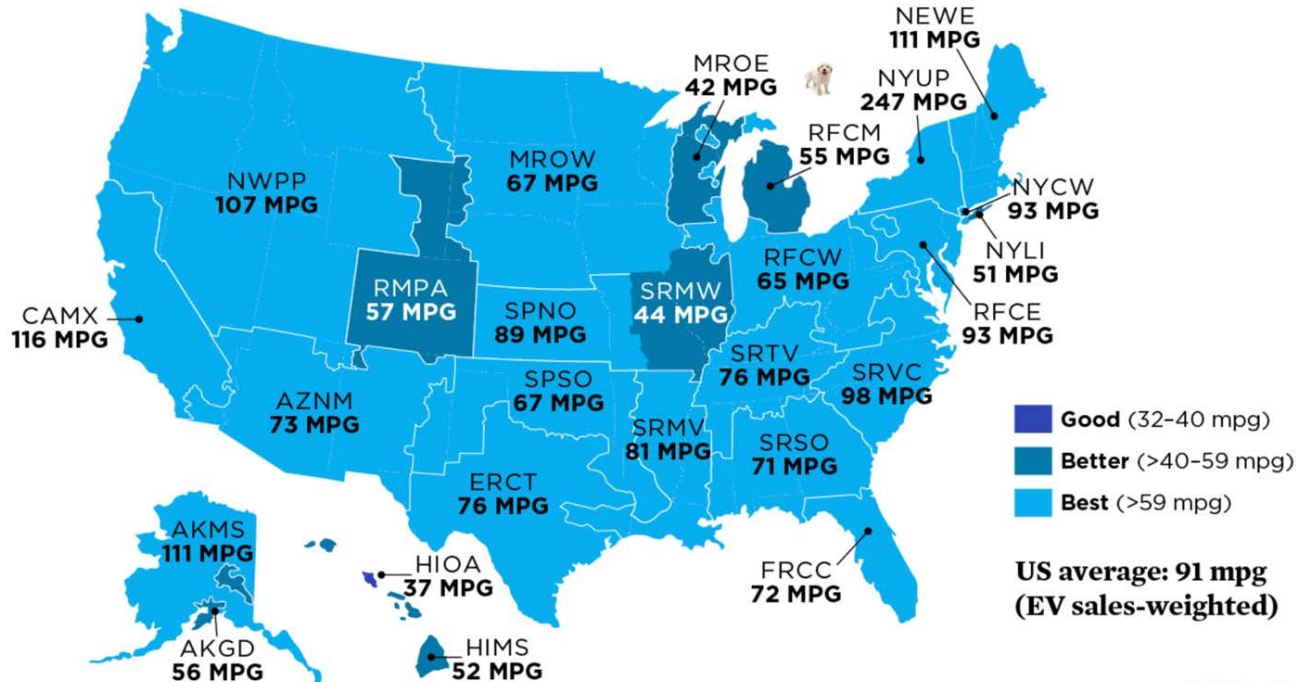 NEWE
111 MPG
MROE
42 MPG
NYUP
247 MPG
RFCM
55 MPG
MROW
67 MPG
NWPP
107 MPG
NYCW
93 MPG
NYLI
51 MPG
RFCW
65 MPG
RMPA
57 MPG
SRMW
44 MPG
SPNO
89 MPG
CAMX
116 MPG
RFCE
93 MPG
SRTV
76 MPG
SRVC
98 MPG
SPSO
67 MPG
AZNM
73 MPG
SRMV
81 MPG
SRSO
71 MPG
ERCT
76 MPG
Good (32–40 mpg)
Better (>40–59 mpg)
Best (>59 mpg)
AKMS
111 MPG
HIOA
37 MPG
FRCC
72 MPG
US average: 91 mpg
(EV sales-weighted)
AKGD
56 MPG
HIMS
52 MPG